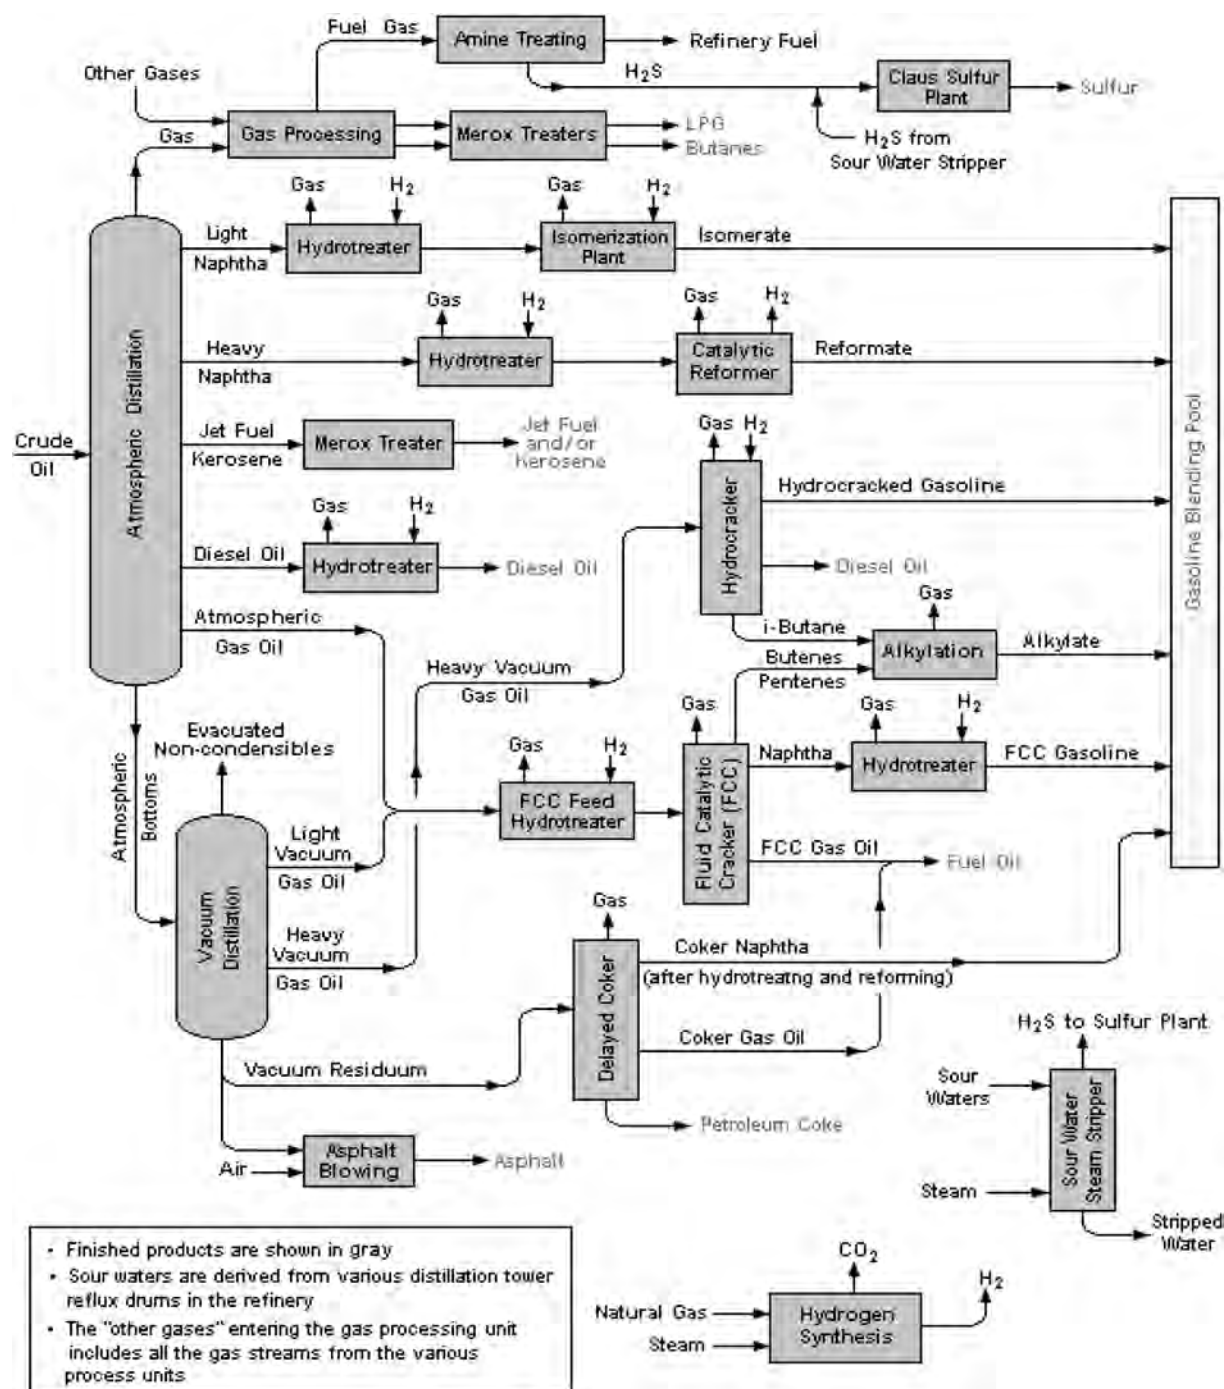 Fuel Gas
Amine Treating
Refinery Fuel
Other Gases
H2S
Claus Sulfur
Plant
Sulfur
Gas
Gas Processing
Merox Treaters
LPG
Butanes
H2S from
Sour Water Stripper
Gas
H2
Gas
H2
Light
Naphtha
Hydrotreater
Isomerization
Plant
Isomerate
Gas
H2
Gas
H2
Heavy
Naphtha
Hydrotreater
Catalytic
Reformer
Reformate
Atmospheric Distillation
Gasoline Blending Pool
Crude
Oil
Jet Fuel
Kerosene
Merox Treater
Jet Fuel
and/or
Kerosene
Gas
H2
Hydrocracker
Hydrocracked Gasoline
Gas
H2
Diesel Oil
Hydrotreater
Diesel Oil
Diesel Oil
Gas
Atmospheric
Gas Oil
i-Butane
Alkylation
Alkylate
Heavy Vacuum
Gas Oil
Butenes
Pentenes
Evacuated
Non-condensibles
Atmospheric
Bottoms
Gas
H2
Gas
Gas
H2
Naphtha
Hydrotreater
FCC Gasoline
FCC Feed
Hydrotreater
Fluid Catalytic
Cracker (FCC)
Light
Vacuum
Gas Oil
FCC Gas Oil
Fuel Oil
Vacuum
Distillation
Heavy
Vacuum
Gas Oil
Gas
Delayed Coker
Coker Naphtha
(after hydrotreatng and reforming)
Coker Gas Oil
Vacuum Residuum
Petroleum Coke
H2S to Sulfur Plant
Sour
Waters
Sour Water
Steam Stripper
Steam
Stripped
Water
Air
Asphalt
Blowing
Asphalt
• Finished products are shown in gray
• Sour waters are derived from various distillation tower
reflux drums in the refinery
• The "other gases" entering the gas processing unit
includes all the gas streams from the various
process units
CO2
H2
Natural Gas
Steam
Hydrogen
Synthesis